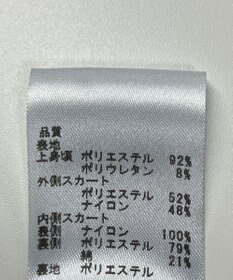 品質
表地
上身頃 ポリエステル 92%
ポリウレタン 8%
外側スカート
ポリエステル 52%
ナイロン 48%
内側スカート
表側 ナイロン 100%
裏側 ポリエステル 79%
綿 21%
裏地 ポリエステル